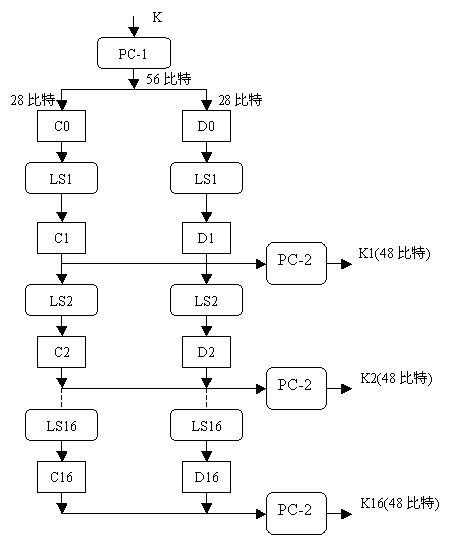 K
PC-1
56 比特
28 比特 28 比特
C0 D0
LS1 LS1
C1 D1
PC-2 K1(48 比特)
LS2 LS2
C2 D2
PC-2 K2(48 比特)
LS16 LS16
C16 D16
PC-2 K16(48 比特)